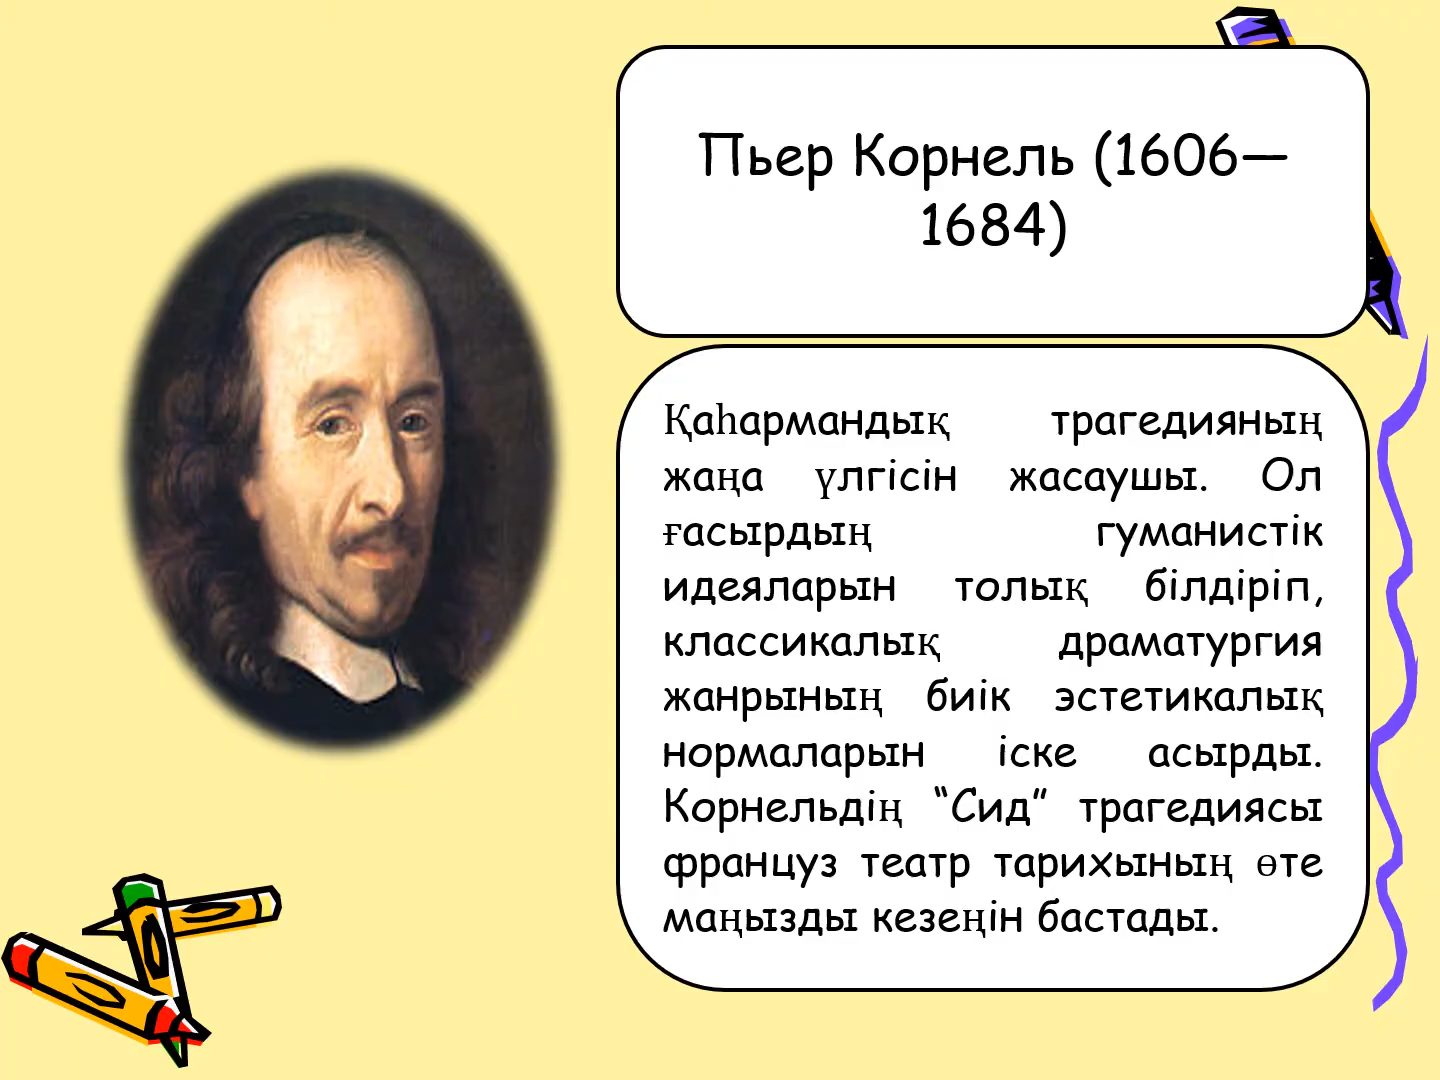 Пьер Корнель (1606—
1684)
Қаһармандық трагедияның
жаңа үлгісін жасаушы. Ол
ғасырдың гуманистік
идеяларын толық білдіріп,
классикалық драматургия
жанрының биік эстетикалық
нормаларын іске асырды.
Корнельдің “Сид” трагедиясы
француз театр тарихының өте
маңызды кезеңін бастады.